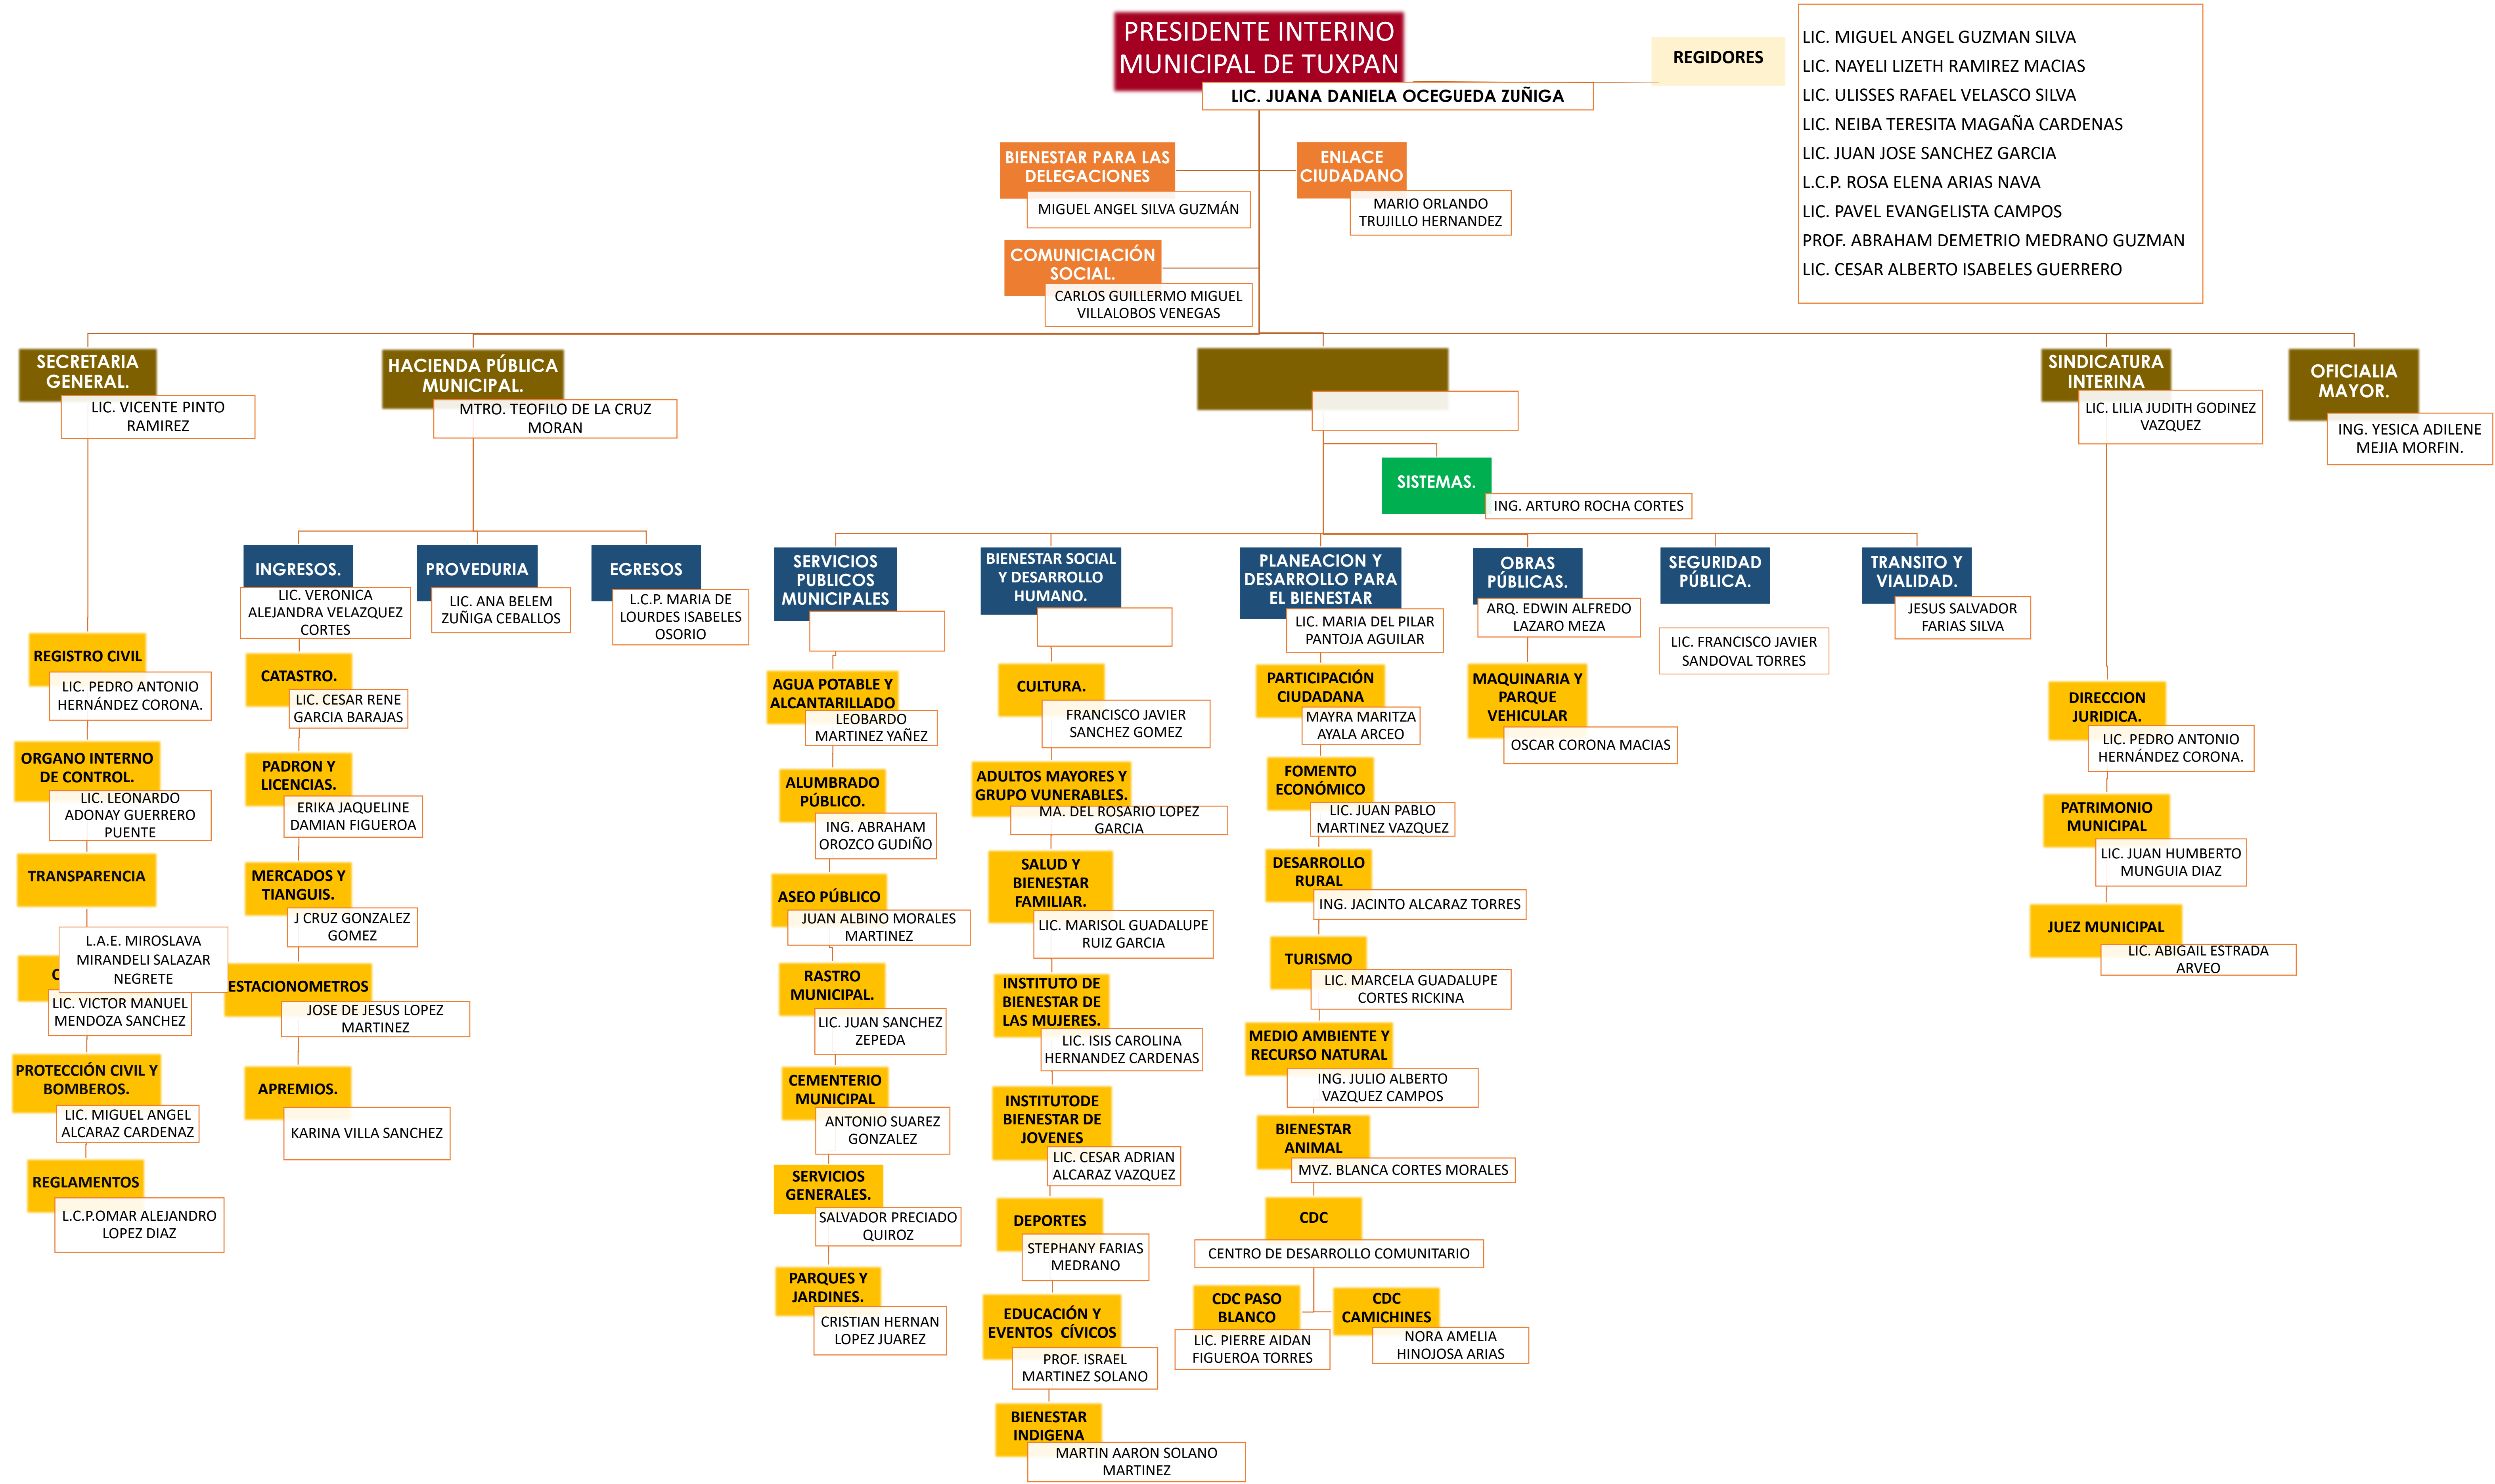 PRESIDENTE INTERINO
MUNICIPAL DE TUXPAN
LIC. JUANA DANIELA OCEGUEDA ZUÑIGA
REGIDORES
LIC. MIGUEL ANGEL GUZMAN SILVA
LIC. NAYELI LIZETH RAMIREZ MACIAS
LIC. ULISSES RAFAEL VELASCO SILVA
LIC. NEIBA TERESITA MAGAÑA CARDENAS
LIC. JUAN JOSE SANCHEZ GARCIA
L.C.P. ROSA ELENA ARIAS NAVA
LIC. PAVEL EVANGELISTA CAMPOS
PROF. ABRAHAM DEMETRIO MEDRANO GUZMAN
LIC. CESAR ALBERTO ISABELES GUERRERO
BIENESTAR PARA LAS
DELEGACIONES
MIGUEL ANGEL SILVA GUZMÁN
ENLACE
CIUDADANO
MARIO ORLANDO
TRUJILLO HERNANDEZ
COMUNICIACIÓN
SOCIAL.
CARLOS GUILLERMO MIGUEL
VILLALOBOS VENEGAS
SECRETARIA
GENERAL.
LIC. VICENTE PINTO
RAMIREZ
HACIENDA PÚBLICA
MUNICIPAL.
MTRO. TEOFILO DE LA CRUZ
MORAN
SINDICATURA
INTERINA
LIC. LILIA JUDITH GODINEZ
VAZQUEZ
OFICIALIA
MAYOR.
ING. YESICA ADILENE
MEJIA MORFIN.
SISTEMAS.
ING. ARTURO ROCHA CORTES
REGISTRO CIVIL
LIC. PEDRO ANTONIO
HERNÁNDEZ CORONA.
ORGANO INTERNO
DE CONTROL.
LIC. LEONARDO
ADONAY GUERRERO
PUENTE
TRANSPARENCIA
L.A.E. MIROSLAVA
MIRANDELI SALAZAR
NEGRETE
LIC. VICTOR MANUEL
MENDOZA SANCHEZ
PROTECCIÓN CIVIL Y
BOMBEROS.
LIC. MIGUEL ANGEL
ALCARAZ CARDENAZ
REGLAMENTOS
L.C.P.OMAR ALEJANDRO
LOPEZ DIAZ
INGRESOS.
LIC. VERONICA
ALEJANDRA VELAZQUEZ
CORTES
PROVEDURIA
LIC. ANA BELEM
ZUÑIGA CEBALLOS
EGRESOS
L.C.P. MARIA DE
LOURDES ISABELES
OSORIO
CATASTRO.
LIC. CESAR RENE
GARCIA BARAJAS
PADRON Y
LICENCIAS.
ERIKA JAQUELINE
DAMIAN FIGUEROA
MERCADOS Y
TIANGUIS.
J CRUZ GONZALEZ
GOMEZ
ESTACIONOMETROS
JOSE DE JESUS LOPEZ
MARTINEZ
APREMIOS.
KARINA VILLA SANCHEZ
SERVICIOS
PUBLICOS
MUNICIPALES
AGUA POTABLE Y
ALCANTARILLADO
LEOBARDO
MARTINEZ YAÑEZ
ALUMBRADO
PÚBLICO.
ING. ABRAHAM
OROZCO GUDIÑO
ASEO PÚBLICO
JUAN ALBINO MORALES
MARTINEZ
RASTRO
MUNICIPAL.
LIC. JUAN SANCHEZ
ZEPEDA
CEMENTERIO
MUNICIPAL
ANTONIO SUAREZ
GONZALEZ
SERVICIOS
GENERALES.
SALVADOR PRECIADO
QUIROZ
PARQUES Y
JARDINES.
CRISTIAN HERNAN
LOPEZ JUAREZ
BIENESTAR SOCIAL
Y DESARROLLO
HUMANO.
CULTURA.
FRANCISCO JAVIER
SANCHEZ GOMEZ
ADULTOS MAYORES Y
GRUPO VUNERABLES.
MA. DEL ROSARIO LOPEZ
GARCIA
SALUD Y
BIENESTAR
FAMILIAR.
LIC. MARISOL GUADALUPE
RUIZ GARCIA
INSTITUTO DE
BIENESTAR DE
LAS MUJERES.
LIC. ISIS CAROLINA
HERNANDEZ CARDENAS
INSTITUTODE
BIENESTAR DE
JOVENES
LIC. CESAR ADRIAN
ALCARAZ VAZQUEZ
DEPORTES
STEPHANY FARIAS
MEDRANO
EDUCACIÓN Y
EVENTOS CÍVICOS
PROF. ISRAEL
MARTINEZ SOLANO
BIENESTAR
INDIGENA
MARTIN AARON SOLANO
MARTINEZ
PLANEACION Y
DESARROLLO PARA
EL BIENESTAR
LIC. MARIA DEL PILAR
PANTOJA AGUILAR
PARTICIPACIÓN
CIUDADANA
MAYRA MARITZA
AYALA ARCEO
FOMENTO
ECONÓMICO
LIC. JUAN PABLO
MARTINEZ VAZQUEZ
DESARROLLO
RURAL
ING. JACINTO ALCARAZ TORRES
TURISMO
LIC. MARCELA GUADALUPE
CORTES RICKINA
MEDIO AMBIENTE Y
RECURSO NATURAL
ING. JULIO ALBERTO
VAZQUEZ CAMPOS
BIENESTAR
ANIMAL
MVZ. BLANCA CORTES MORALES
CDC
CENTRO DE DESARROLLO COMUNITARIO
CDC PASO
BLANCO
LIC. PIERRE AIDAN
FIGUEROA TORRES
CDC
CAMICHINES
NORA AMELIA
HINOJOSA ARIAS
OBRAS
PÚBLICAS.
ARQ. EDWIN ALFREDO
LAZARO MEZA
MAQUINARIA Y
PARQUE
VEHICULAR
OSCAR CORONA MACIAS
SEGURIDAD
PÚBLICA.
LIC. FRANCISCO JAVIER
SANDOVAL TORRES
TRANSITO Y
VIALIDAD.
JESUS SALVADOR
FARIAS SILVA
DIRECCION
JURIDICA.
LIC. PEDRO ANTONIO
HERNÁNDEZ CORONA.
PATRIMONIO
MUNICIPAL
LIC. JUAN HUMBERTO
MUNGUIA DIAZ
JUEZ MUNICIPAL
LIC. ABIGAIL ESTRADA
ARVEO